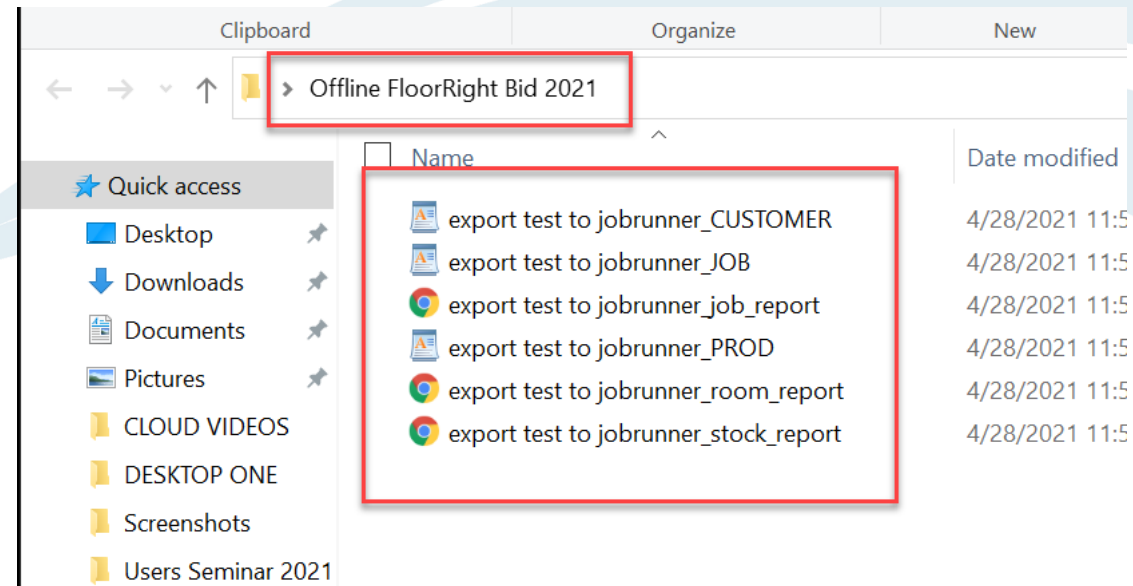 Clipboard Organize New
Offline FloorRight Bid 2021
Name Date modified
Quick access
Desktop
Downloads
Documents
Pictures
CLOUD VIDEOS
DESKTOP ONE
Screenshots
Users Seminar 2021
export test to jobrunner_CUSTOMER 4/28/2021 11:5
export test to jobrunner_JOB 4/28/2021 11:5
export test to jobrunner_job_report 4/28/2021 11:5
export test to jobrunner_PROD 4/28/2021 11:5
export test to jobrunner_room_report 4/28/2021 11:5
export test to jobrunner_stock_report 4/28/2021 11:5